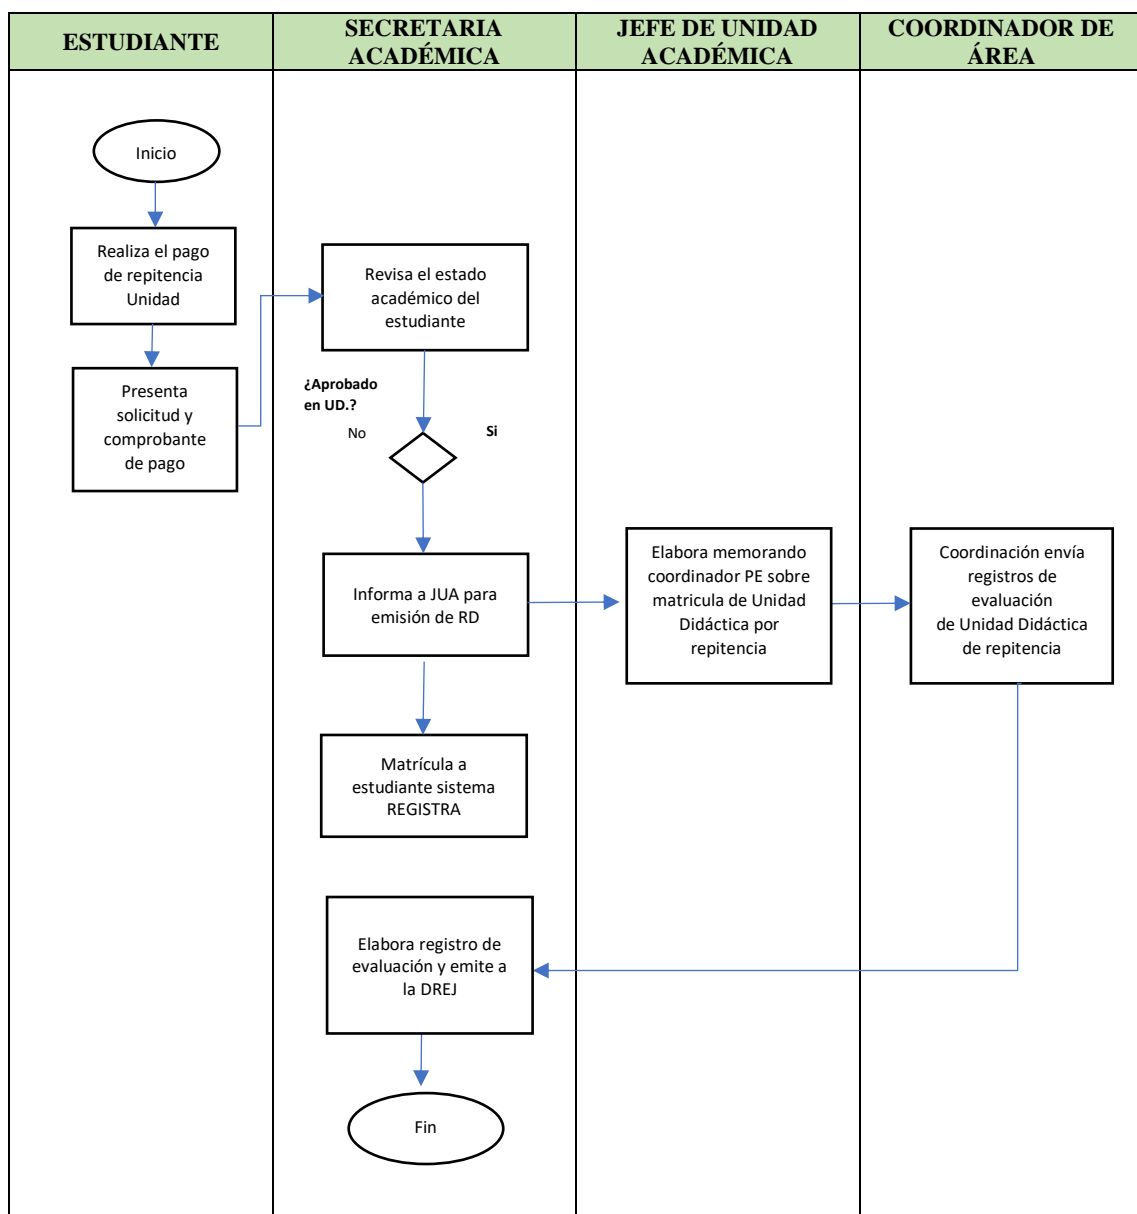 ESTUDIANTE
SECRETARIA
ACADÉMICA
JEFE DE UNIDAD
ACADÉMICA
COORDINADOR DE
ÁREA
Inicio
Realiza el pago
de repitencia
Unidad
Presenta
solicitud y
comprobante
de pago
Revisa el estado
académico del
estudiante
¿Aprobado
en UD.?
No
Si
Informa a JUA para
emisión de RD
Elabora memorando
coordinador PE sobre
matricula de Unidad
Didáctica por
repitencia
Coordinación envía
registros de
evaluación
de Unidad Didáctica
de repitencia
Matrícula a
estudiante sistema
REGISTRA
Elabora registro de
evaluación y emite a
la DREJ
Fin